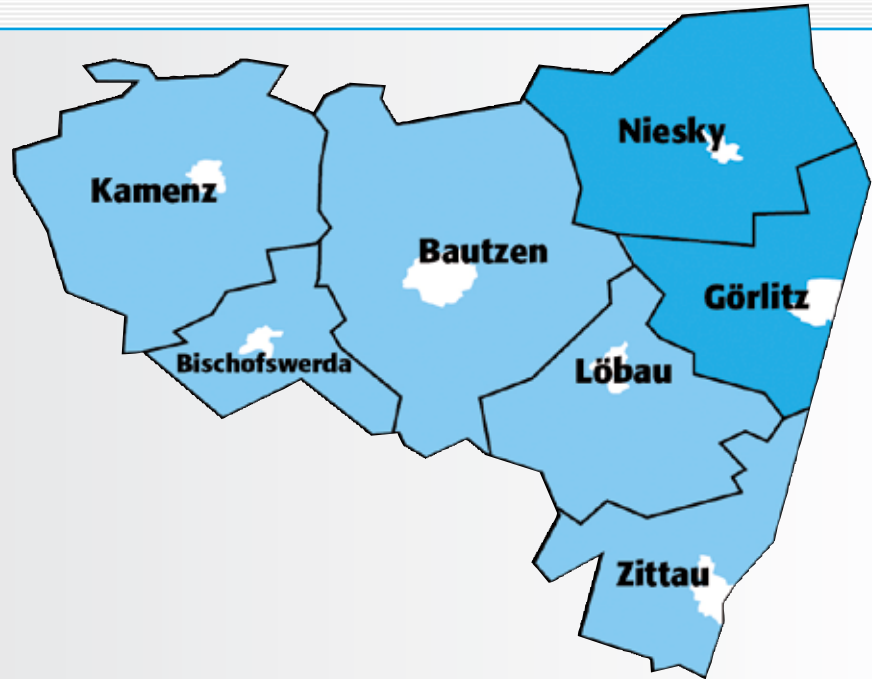 Niesky
Kamenz
Bautzen
Görlitz
Bischofswerda
Löbau
Zittau